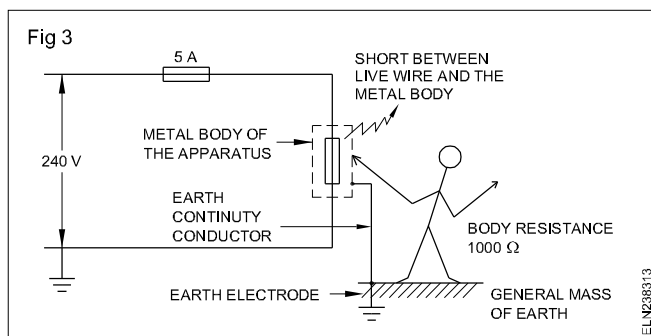 Fig 3
5 A
SHORT BETWEEN
LIVE WIRE AND THE
METAL BODY
METAL BODY OF
THE APPARATUS
240 V
EARTH
CONTINUTY
CONDUCTOR
BODY RESISTANCE
1000 Ω
EARTH ELECTRODE
GENERAL MASS
OF EARTH
ELN238313